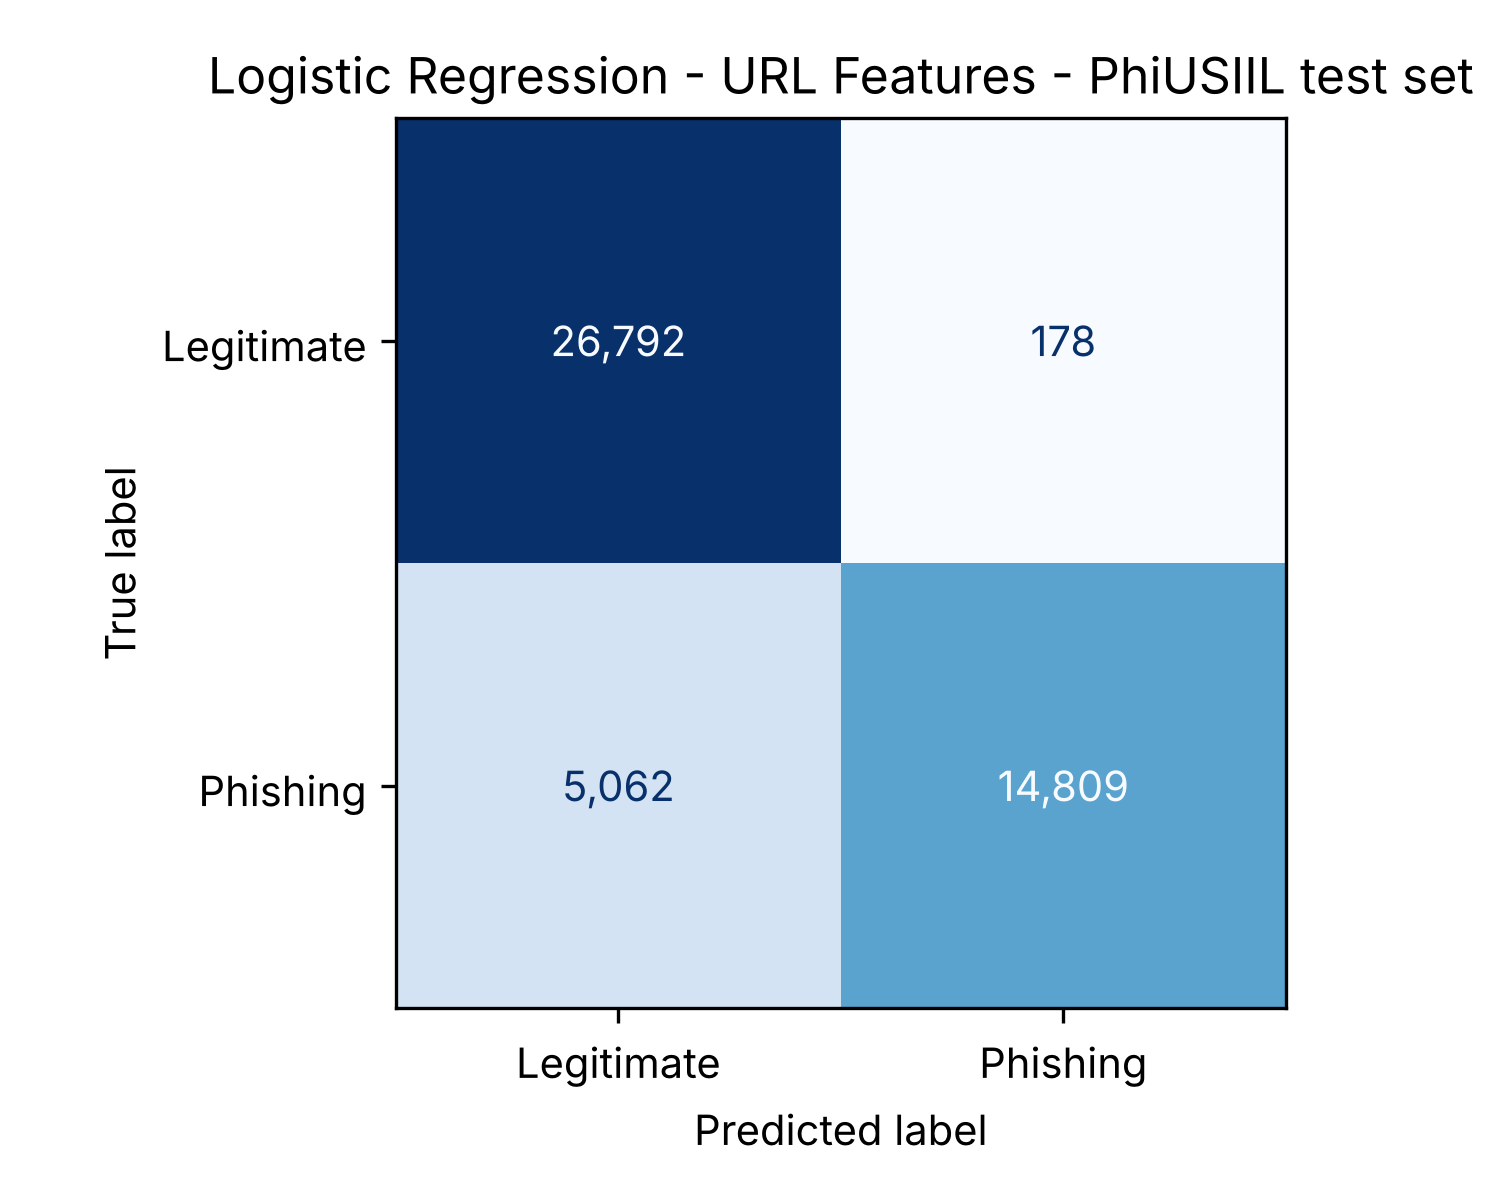 Logistic Regression - URL Features - PhiUSIIL test set
Legitimate
26,792
178
True label
Phishing
5,062
14,809
Legitimate
Phishing
Predicted label